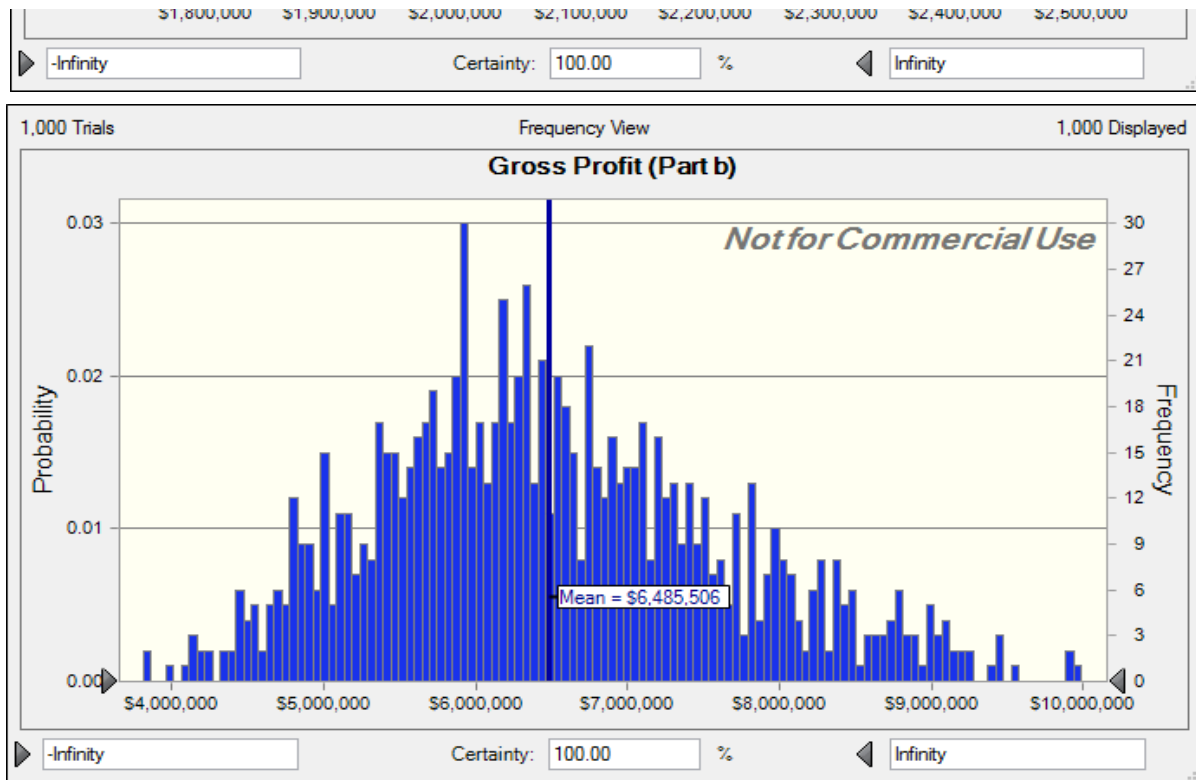 $1,800,000 $1,900,000 $2,000,000 $2,100,000 $2,200,000 $2,300,000 $2,400,000 $2,500,000
-Infinity Certainty: 100.00 % Infinity
1,000 Trials Frequency View 1,000 Displayed
Gross Profit (Part b)
Not for Commercial Use
0.03 30
27
24
21
0.02
18
15
12
0.01
9
6
3
0.00 0
Probability
Frequency
Mean = $6,485,506
$4,000,000 $5,000,000 $6,000,000 $7,000,000 $8,000,000 $9,000,000 $10,000,000
-Infinity Certainty: 100.00 % Infinity